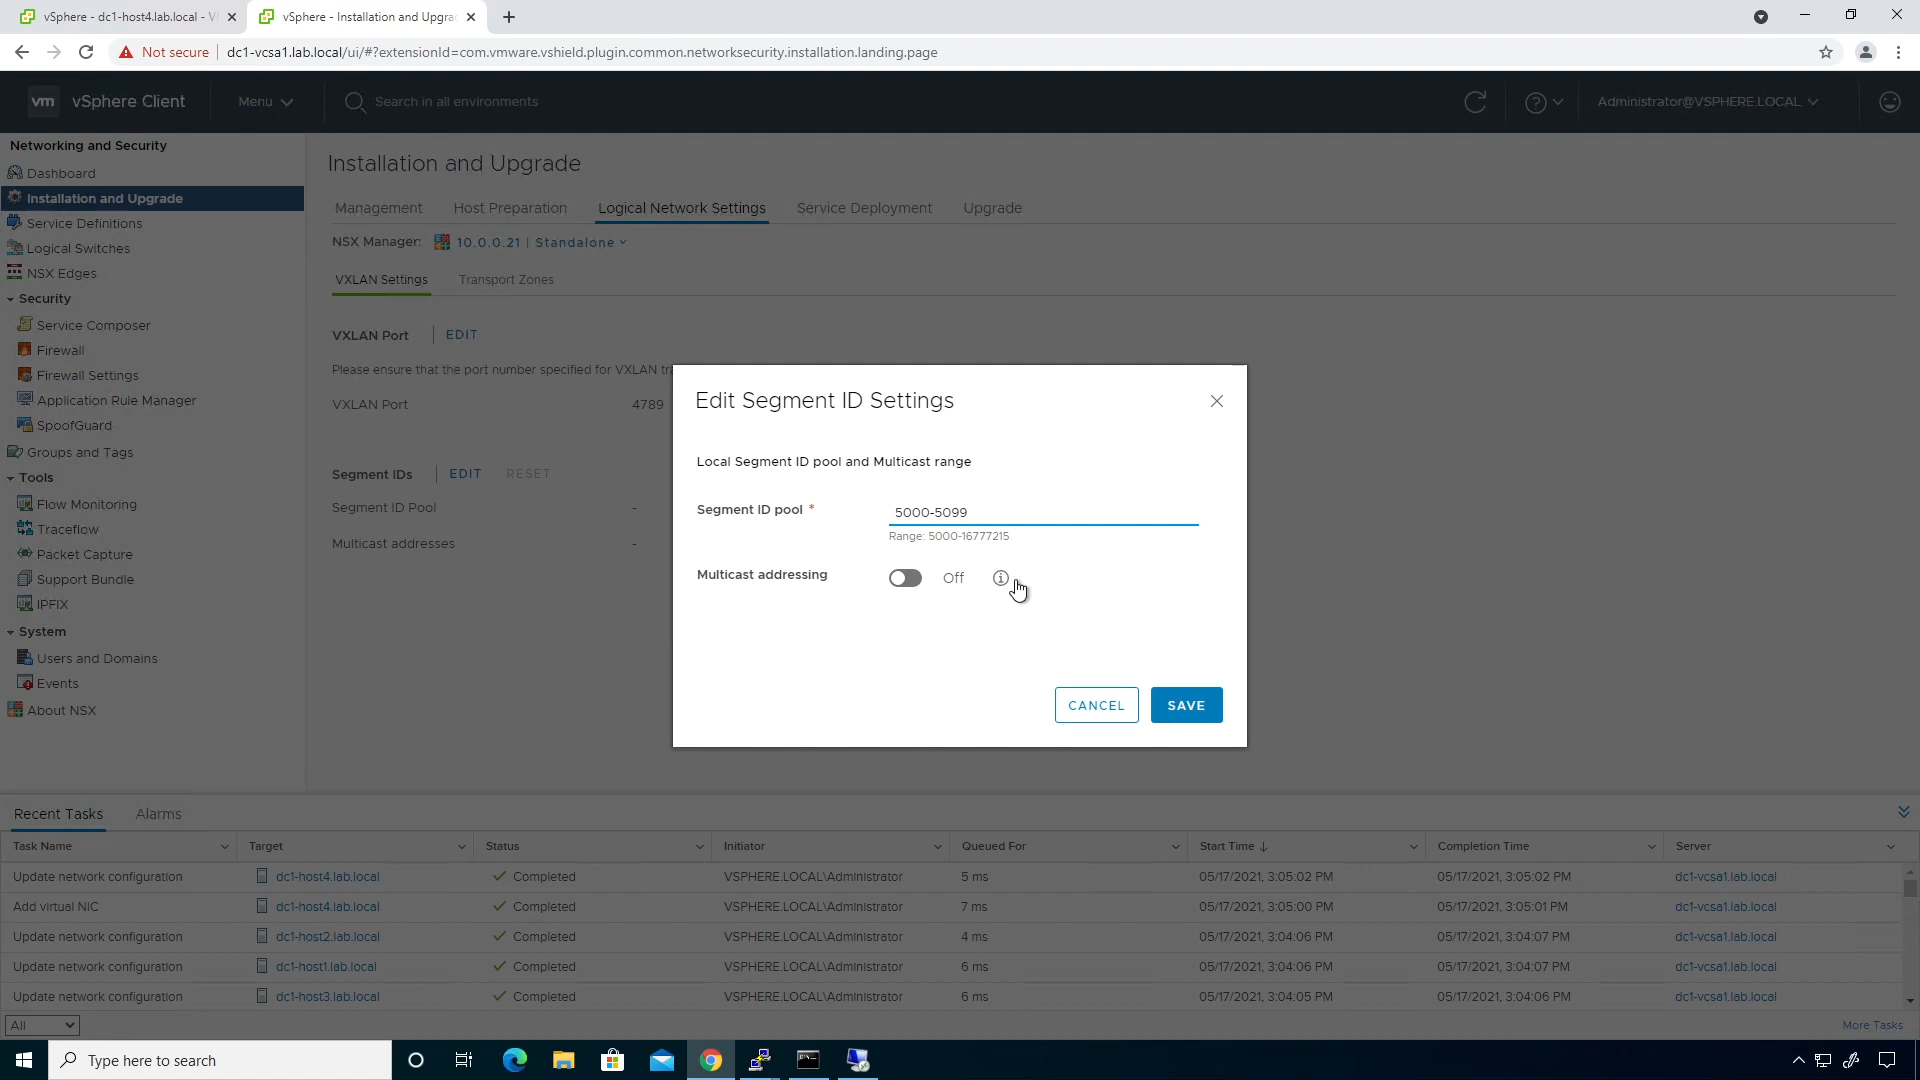 vSphere - dc1-host4.lab.local - V
vSphere - Installation and Upgra
Not secure
dc1-vcsa1.lab.local/ui/#?extensionId=com.vmware.vshield.plugin.common.networksecurity.installation.landing.page
vm vSphere Client
Menu
Search in all environments
Administrator@VSPHERE.LOCAL
Networking and Security
Dashboard
Installation and Upgrade
Service Definitions
Logical Switches
NSX Edges
Security
Service Composer
Firewall
Firewall Settings
Application Rule Manager
SpoofGuard
Groups and Tags
Tools
Flow Monitoring
Traceflow
Packet Capture
Support Bundle
IPFIX
System
Users and Domains
Events
About NSX
Installation and Upgrade
Management Host Preparation Logical Network Settings Service Deployment Upgrade
NSX Manager: 10.0.0.21 | Standalone
VXLAN Settings Transport Zones
VXLAN Port EDIT
Please ensure that the port number specified for VXLAN tra
VXLAN Port 4789
Segment IDs EDIT RESET
Segment ID Pool -
Multicast addresses -
Edit Segment ID Settings
Local Segment ID pool and Multicast range
Segment ID pool * 5000-5099
Range: 5000-16777215
Multicast addressing Off
CANCEL SAVE
Recent Tasks Alarms
Task Name Target Status Initiator Queued For Start Time ↓ Completion Time Server
Update network configuration dc1-host4.lab.local Completed VSPHERE.LOCAL\Administrator 5 ms 05/17/2021, 3:05:02 PM 05/17/2021, 3:05:02 PM dc1-vcsa1.lab.local
Add virtual NIC dc1-host4.lab.local Completed VSPHERE.LOCAL\Administrator 7 ms 05/17/2021, 3:05:00 PM 05/17/2021, 3:05:01 PM dc1-vcsa1.lab.local
Update network configuration dc1-host2.lab.local Completed VSPHERE.LOCAL\Administrator 4 ms 05/17/2021, 3:04:06 PM 05/17/2021, 3:04:07 PM dc1-vcsa1.lab.local
Update network configuration dc1-host1.lab.local Completed VSPHERE.LOCAL\Administrator 6 ms 05/17/2021, 3:04:06 PM 05/17/2021, 3:04:07 PM dc1-vcsa1.lab.local
Update network configuration dc1-host3.lab.local Completed VSPHERE.LOCAL\Administrator 6 ms 05/17/2021, 3:04:05 PM 05/17/2021, 3:04:06 PM dc1-vcsa1.lab.local
All
More Tasks
Type here to search